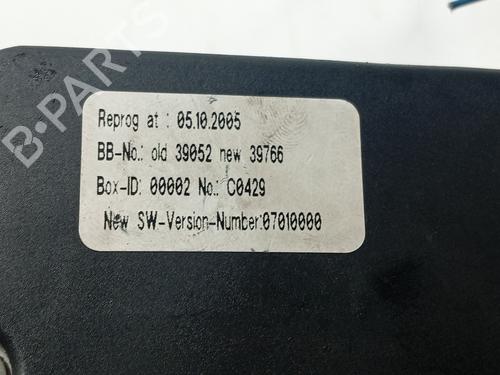 B-PARTS
Reprog at : 05.10.2005
BB-No.: old 39052 new 39766
Box-ID: 00002 No.: C0429
New SW-Version-Number:07010000